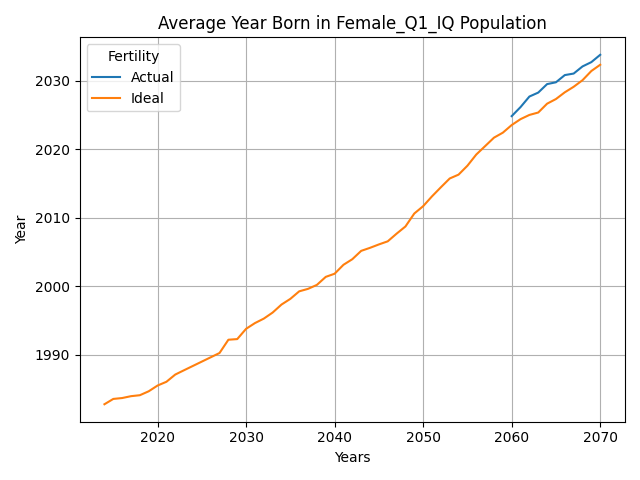 Average Year Born in Female_Q1_IQ Population
Fertility
Actual
Ideal
2030
2020
2010
2000
1990
Year
2020 2030 2040 2050 2060 2070
Years